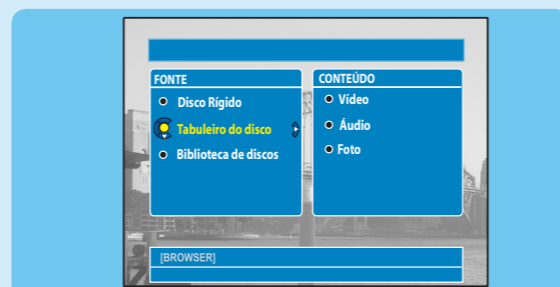 FONTE
Disco Rígido
Tabuleiro do disco
Biblioteca de discos
CONTEÚDO
Vídeo
Áudio
Foto
[BROWSER]